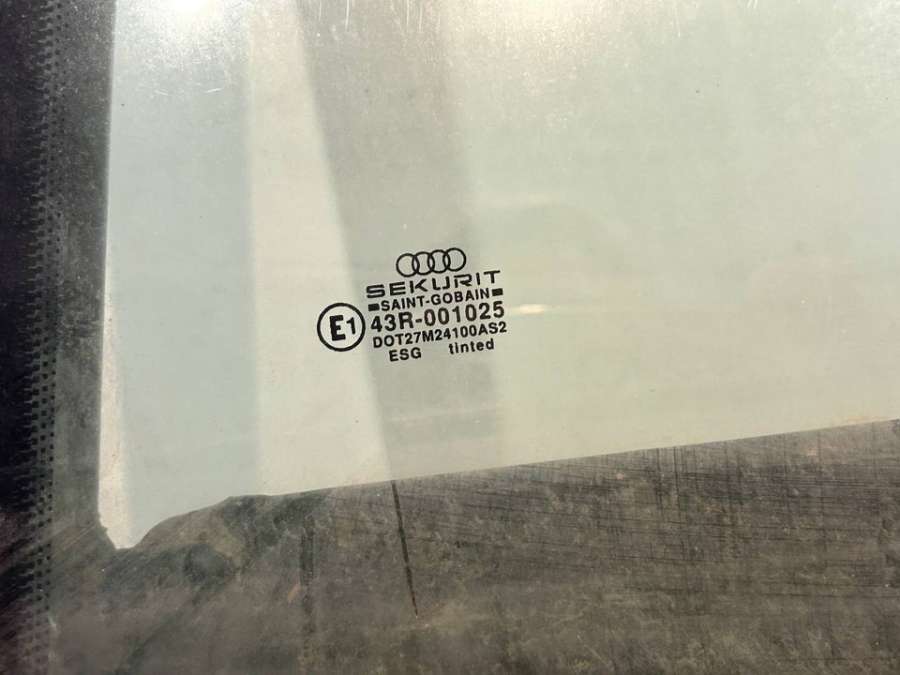 SEKURIT
SAINT-GOBAIN
E1 43R-001025
DOT27M24100AS2
ESG tinted